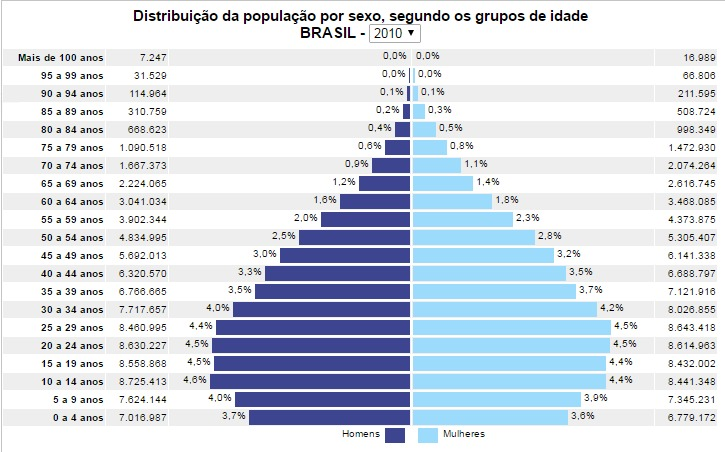 Distribuição da população por sexo, segundo os grupos de idade
BRASIL - 2010
Mais de 100 anos 7.247 0,0% 0,0% 16.989
95 a 99 anos 31.529 0,0% 0,0% 66.806
90 a 94 anos 114.964 0,1% 0,1% 211.595
85 a 89 anos 310.759 0,2% 0,3% 508.724
80 a 84 anos 668.623 0,4% 0,5% 998.349
75 a 79 anos 1.090.518 0,6% 0,8% 1.472.930
70 a 74 anos 1.667.373 0,9% 1,1% 2.074.264
65 a 69 anos 2.224.065 1,2% 1,4% 2.616.745
60 a 64 anos 3.041.034 1,6% 1,8% 3.468.085
55 a 59 anos 3.902.344 2,0% 2,3% 4.373.875
50 a 54 anos 4.834.995 2,5% 2,8% 5.305.407
45 a 49 anos 5.692.013 3,0% 3,2% 6.141.338
40 a 44 anos 6.320.570 3,3% 3,5% 6.688.797
35 a 39 anos 6.766.665 3,5% 3,7% 7.121.916
30 a 34 anos 7.717.657 4,0% 4,2% 8.026.855
25 a 29 anos 8.460.995 4,4% 4,5% 8.643.418
20 a 24 anos 8.630.227 4,5% 4,5% 8.614.963
15 a 19 anos 8.558.868 4,5% 4,4% 8.432.002
10 a 14 anos 8.725.413 4,6% 4,4% 8.441.348
5 a 9 anos 7.624.144 4,0% 3,9% 7.345.231
0 a 4 anos 7.016.987 3,7% 3,6% 6.779.172
Homens Mulheres